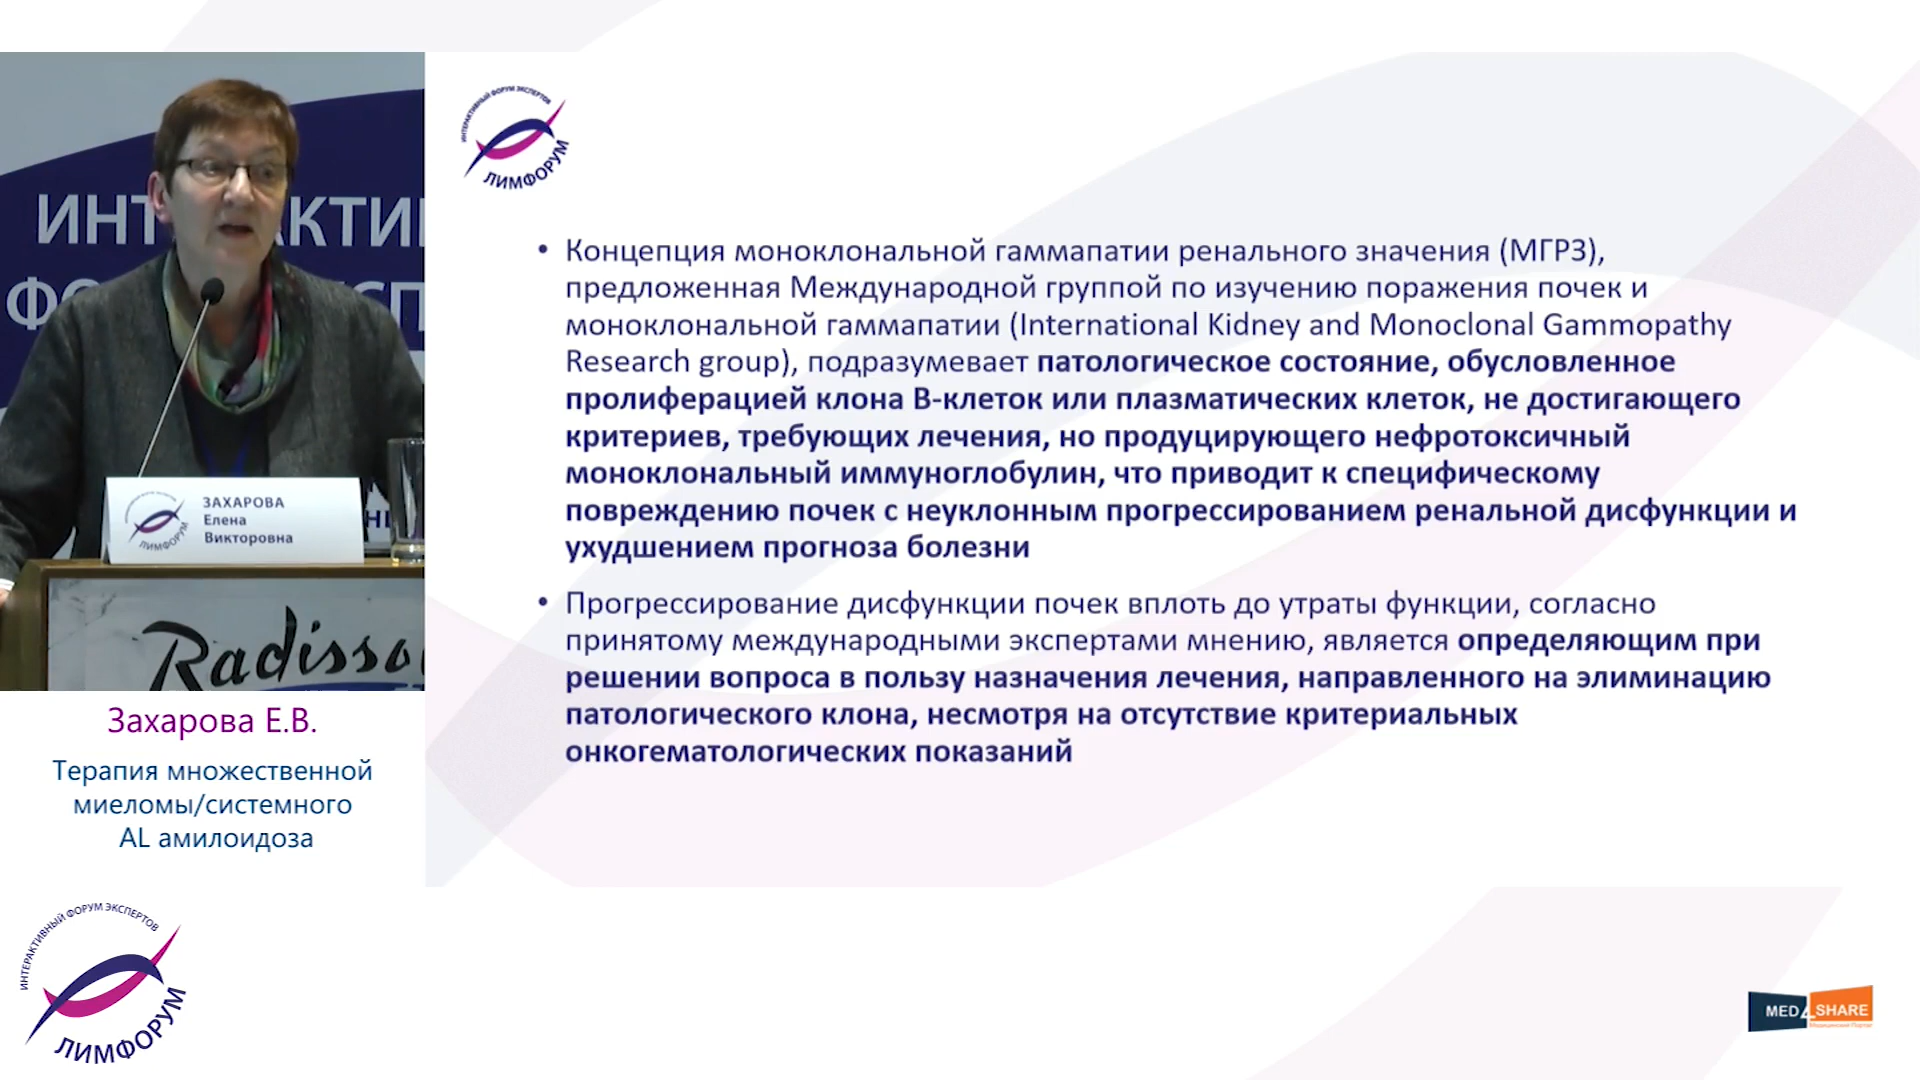 ИНТЕРАКТИВНЫЙ ФОРУМ ЭКСПЕРТОВ
ЛИМФОРУМ
• Концепция моноклональной гаммапатии ренального значения (МГРЗ),
предложенная Международной группой по изучению поражения почек и
моноклональной гаммапатии (International Kidney and Monoclonal Gammopathy
Research group), подразумевает патологическое состояние, обусловленное
пролиферацией клона В-клеток или плазматических клеток, не достигающего
критериев, требующих лечения, но продуцирующего нефротоксичный
моноклональный иммуноглобулин, что приводит к специфическому
повреждению почек с неуклонным прогрессированием ренальной дисфункции и
ухудшением прогноза болезни
• Прогрессирование дисфункции почек вплоть до утраты функции, согласно
принятому международными экспертами мнению, является определяющим при
решении вопроса в пользу назначения лечения, направленного на элиминацию
патологического клона, несмотря на отсутствие критериальных
онкогематологических показаний
ЗАХАРОВА
Елена
Викторовна
ЛИМФОРУМ
Radisso
Захарова Е.В.
Терапия множественной
миеломы/системного
AL амилоидоза
ИНТЕРАКТИВНЫЙ ФОРУМ ЭКСПЕРТОВ
ЛИМФОРУМ
MED4SHARE
Медицинский Портал